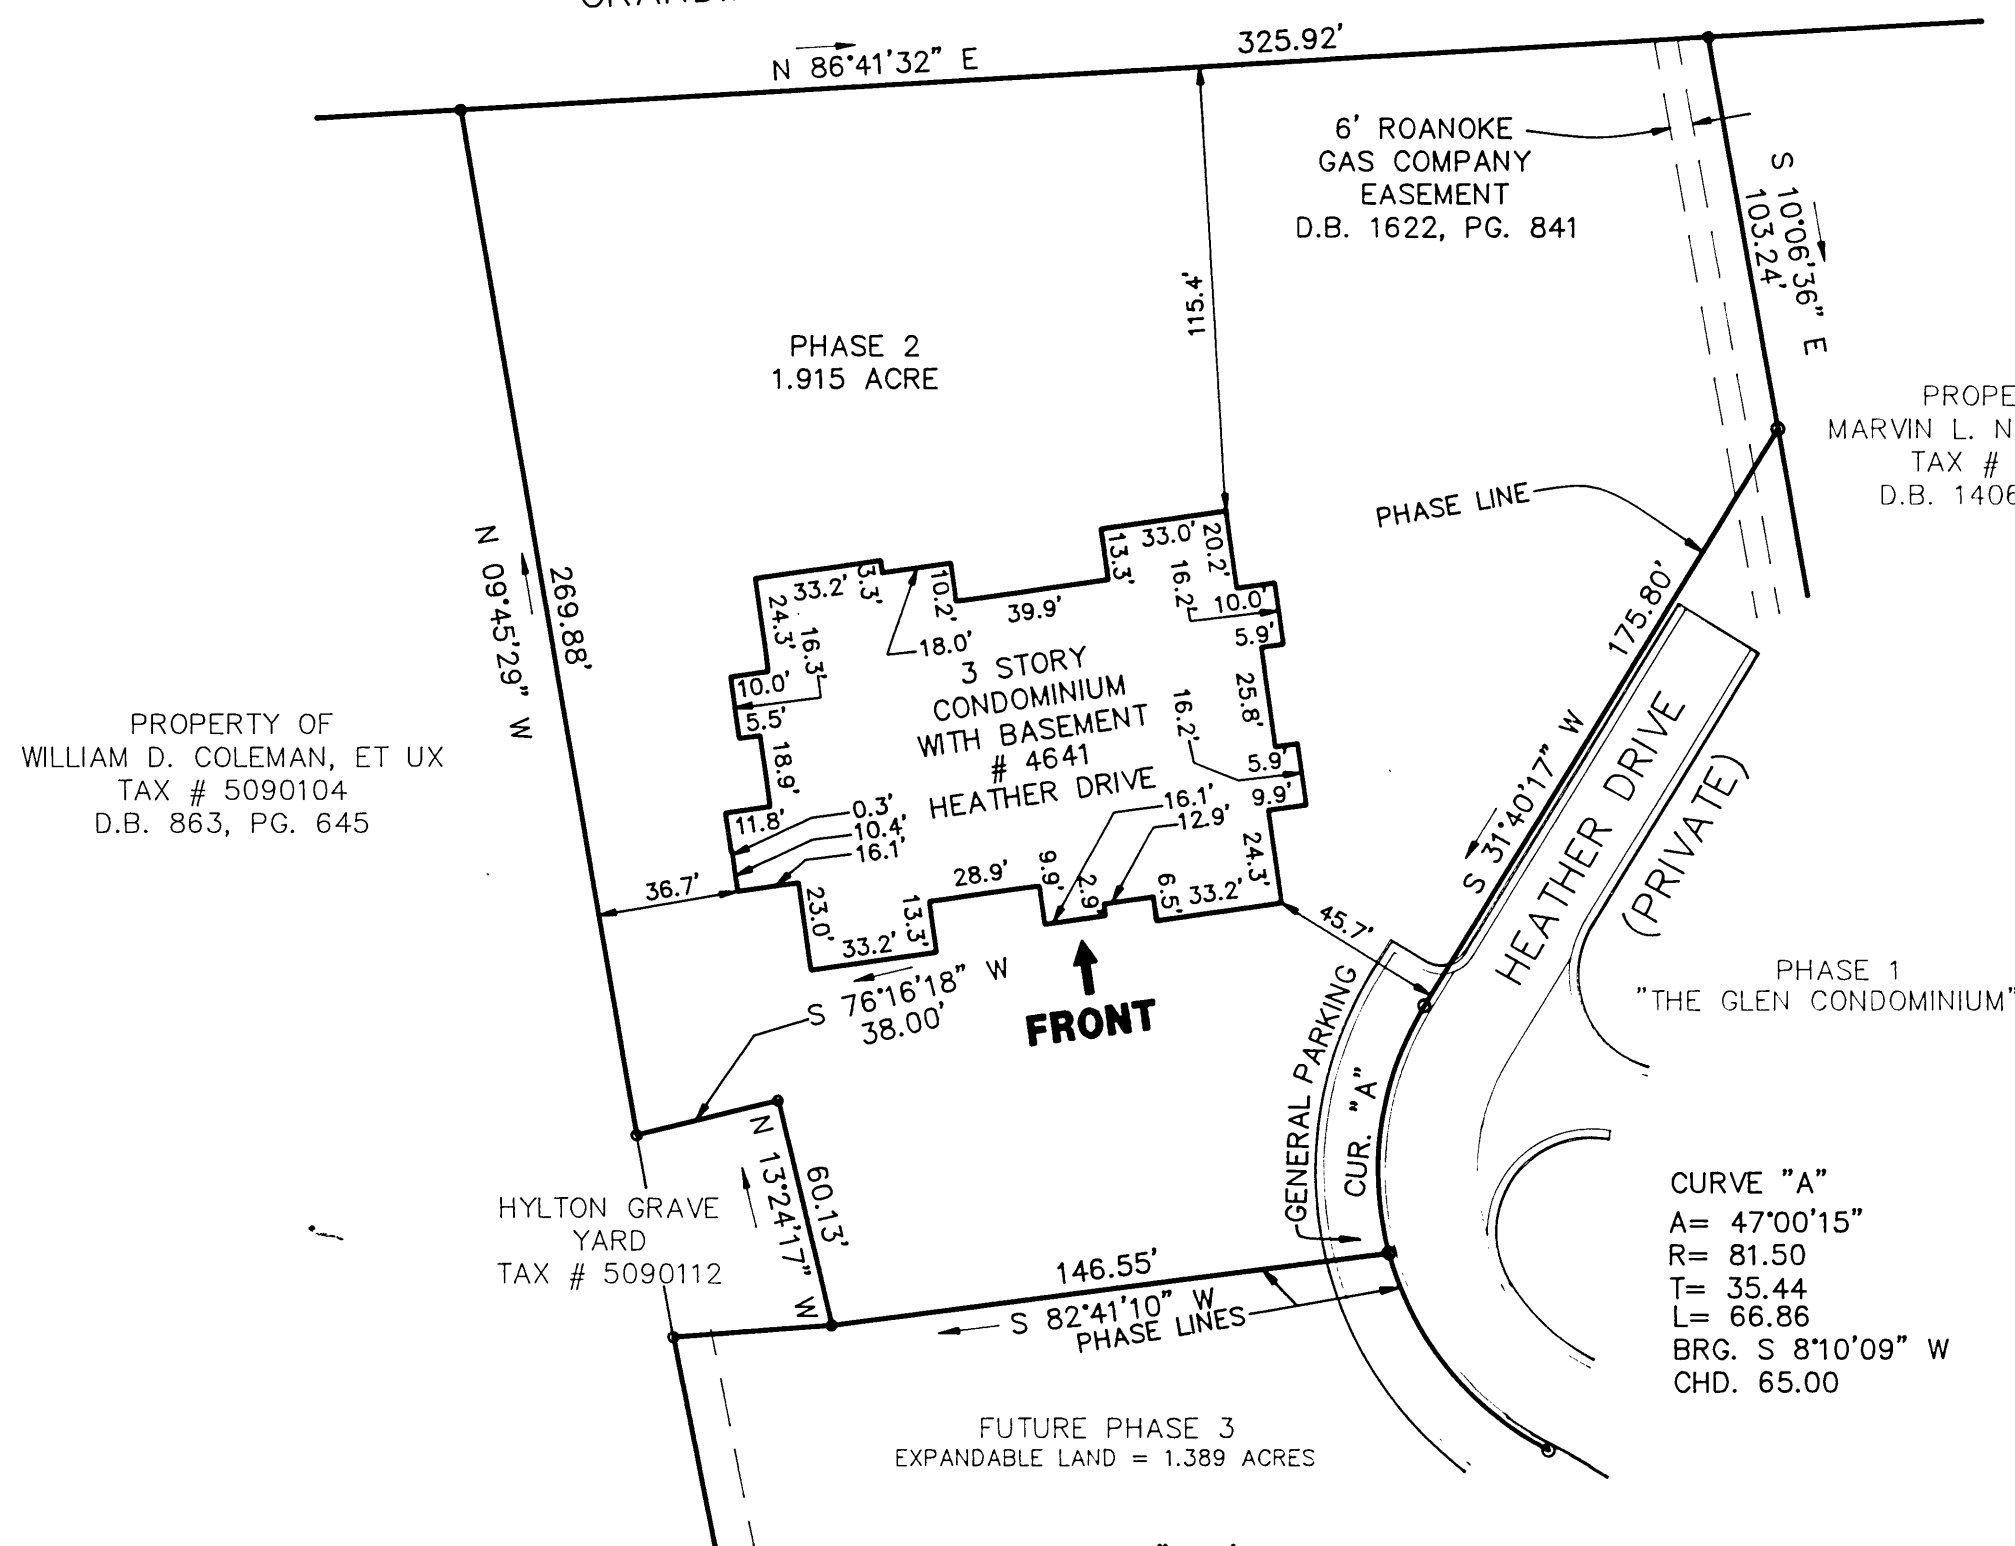 N 86°41'32" E
325.92'
6' ROANOKE
GAS COMPANY
EASEMENT
D.B. 1622, PG. 841
S 10°06'36" E
103.24'
115.4'
PHASE 2
1.915 ACRE
PROPE
MARVIN L. N
TAX #
D.B. 1406
PHASE LINE
175.80'
S 31°40'17" W
N 09°45'29" W
269.88'
33.0'
20.2'
13.3'
16.2'
10.0'
5.9'
33.2'
3.3'
10.2'
39.9'
18.0'
24.3'
16.3'
10.0'
5.5'
18.9'
11.8'
0.3'
10.4'
16.1'
25.8'
16.2'
5.9'
9.9'
24.3'
3 STORY
CONDOMINIUM
WITH BASEMENT
# 4641
HEATHER DRIVE
16.1'
12.9'
PROPERTY OF
WILLIAM D. COLEMAN, ET UX
TAX # 5090104
D.B. 863, PG. 645
36.7'
23.0'
33.2'
13.3'
28.9'
9.9'
2.9'
6.5'
33.2'
45.7'
HEATHER DRIVE
(PRIVATE)
S 76°16'18" W
38.00'
FRONT
GENERAL PARKING
CUR. "A"
PHASE 1
"THE GLEN CONDOMINIUM"
N 13°24'17" W
60.13'
HYLTON GRAVE
YARD
TAX # 5090112
146.55'
S 82°41'10" W
PHASE LINES
CURVE "A"
A= 47°00'15"
R= 81.50
T= 35.44
L= 66.86
BRG. S 8°10'09" W
CHD. 65.00
FUTURE PHASE 3
EXPANDABLE LAND = 1.389 ACRES